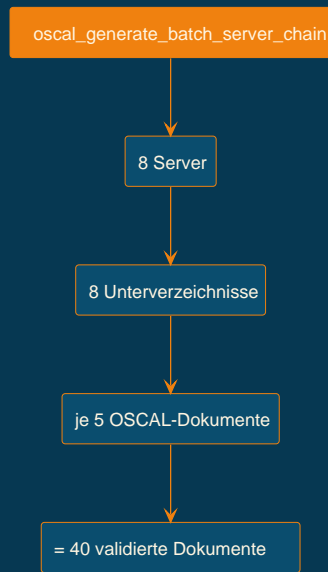 oscal_generate_batch_server_chain
8 Server
8 Unterverzeichnisse
je 5 OSCAL-Dokumente
= 40 validierte Dokumente